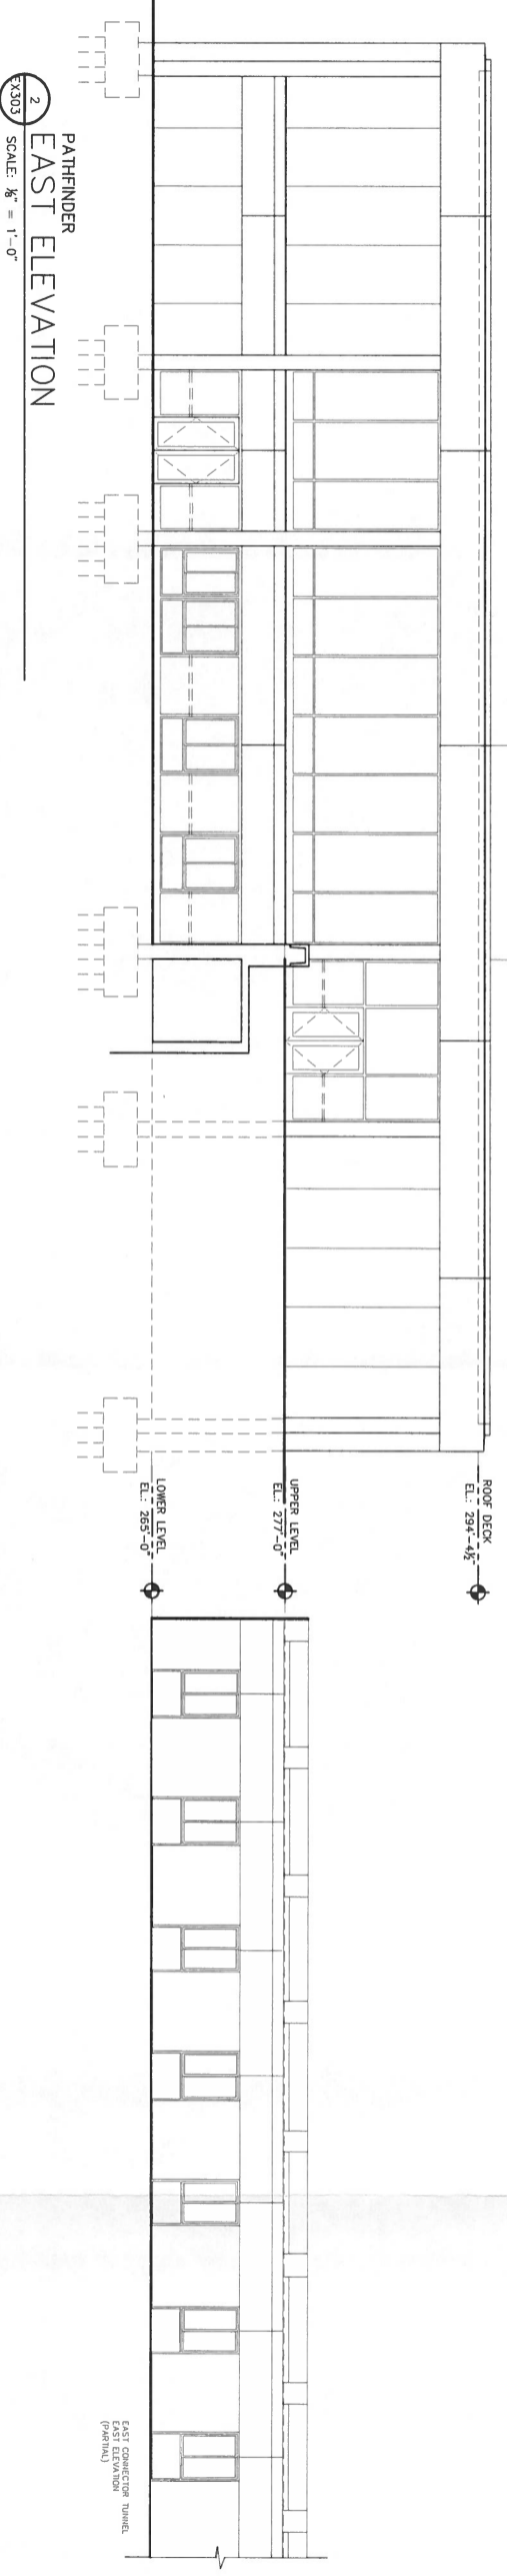 PATHFINDER
2
EX303
EAST ELEVATION
SCALE: ⅛" = 1'-0"
ROOF DECK
EL.: 294'-4½"
UPPER LEVEL
EL.: 277'-0"
LOWER LEVEL
EL.: 265'-0"
EAST CONNECTOR TUNNEL
EAST ELEVATION
(PARTIAL)